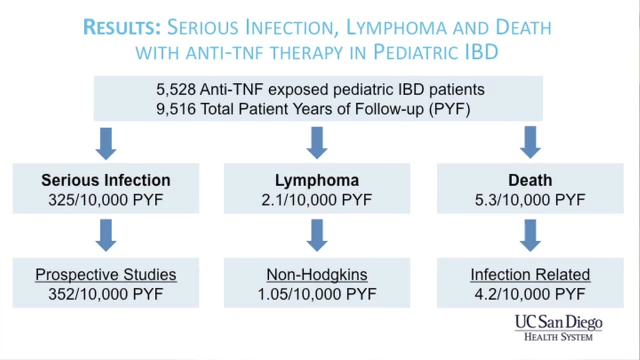 RESULTS: SERIOUS INFECTION, LYMPHOMA AND DEATH
WITH ANTI-TNF THERAPY IN PEDIATRIC IBD
5,528 Anti-TNF exposed pediatric IBD patients
9,516 Total Patient Years of Follow-up (PYF)
Serious Infection
325/10,000 PYF
Lymphoma
2.1/10,000 PYF
Death
5.3/10,000 PYF
Prospective Studies
352/10,000 PYF
Non-Hodgkins
1.05/10,000 PYF
Infection Related
4.2/10,000 PYF
UC San Diego
HEALTH SYSTEM